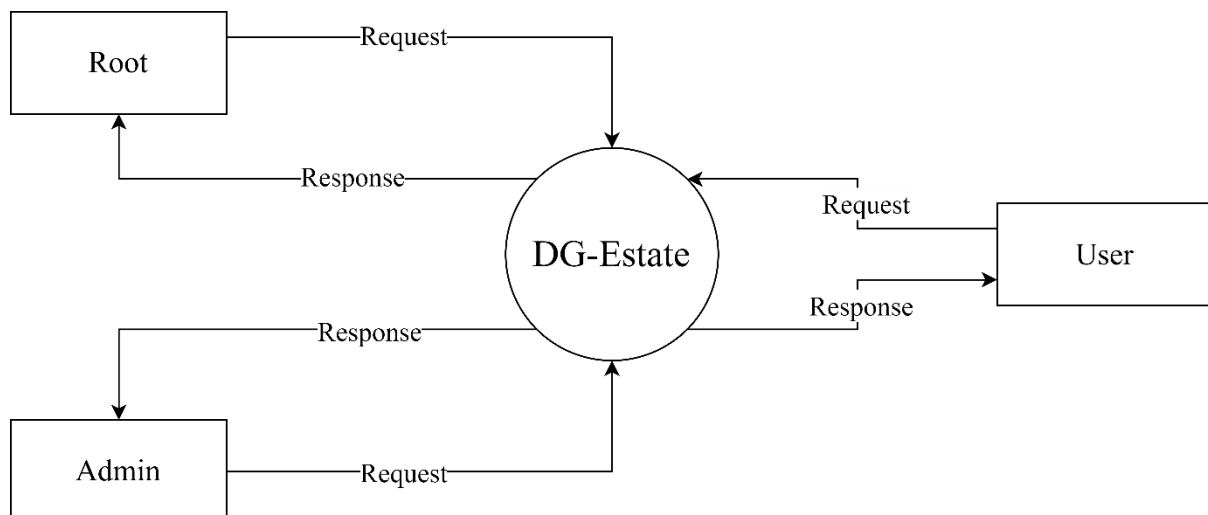 Request
Root
Response
Request
DG-Estate
User
Response
Response
Admin
Request